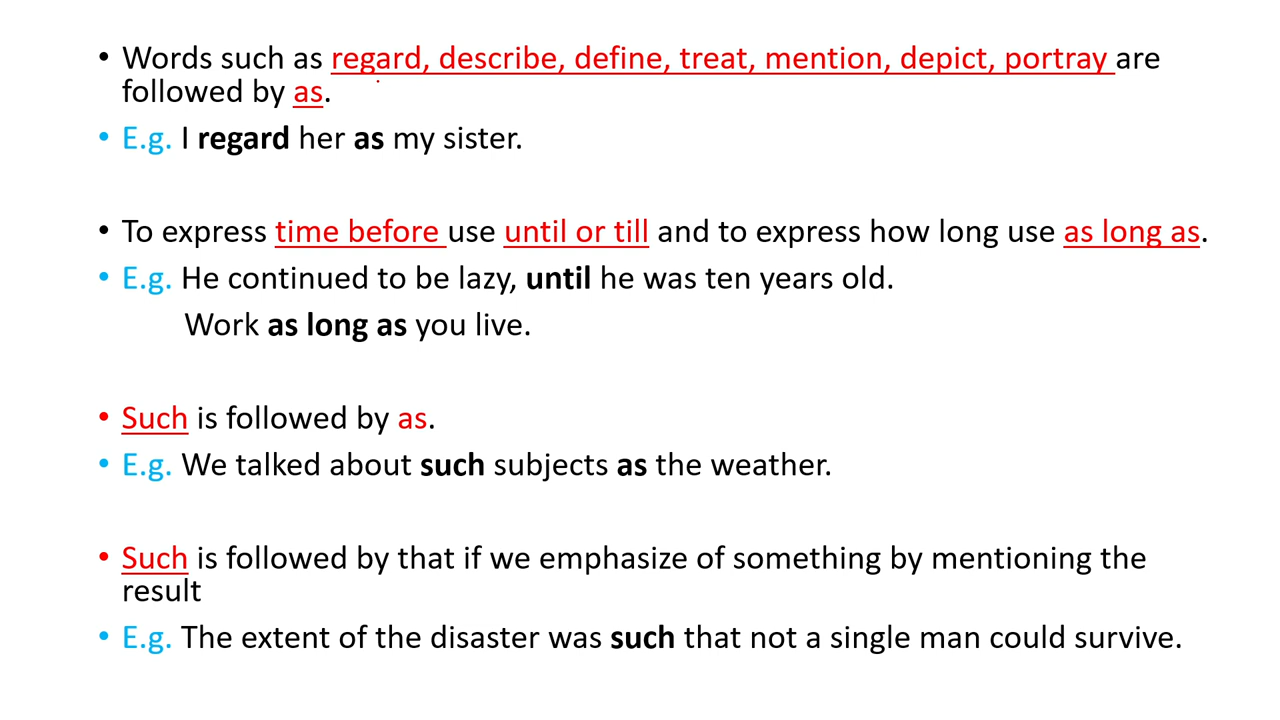 • Words such as regard, describe, define, treat, mention, depict, portray are
followed by as.
• E.g. I regard her as my sister.
• To express time before use until or till and to express how long use as long as.
• E.g. He continued to be lazy, until he was ten years old.
Work as long as you live.
• Such is followed by as.
• E.g. We talked about such subjects as the weather.
• Such is followed by that if we emphasize of something by mentioning the
result
• E.g. The extent of the disaster was such that not a single man could survive.